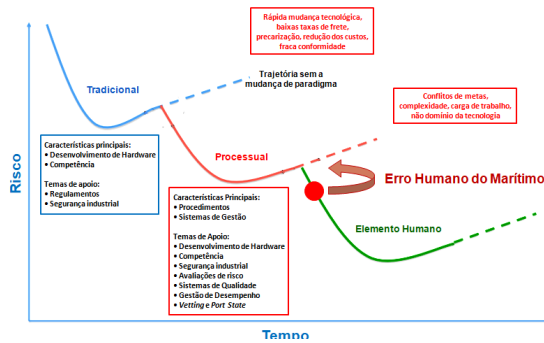 Rápida mudança tecnológica,
baixas taxas de frete,
precarização, redução dos custos,
fraca conformidade
Tradicional
Trajetória sem a
mudança de paradigma
Conflitos de metas,
complexidade, carga de trabalho,
não domínio da tecnologia
Características principais:
• Desenvolvimento de Hardware
• Competência
Temas de apoio:
• Regulamentos
• Segurança industrial
Processual
Erro Humano do Marítimo
Características Principais:
• Procedimentos
• Sistemas de Gestão
Temas de Apoio:
• Desenvolvimento de Hardware
• Competência
• Segurança industrial
• Avaliações de risco
• Sistemas de Qualidade
• Gestão de Desempenho
• Vetting e Port State
Elemento Humano
Risco
Tempo